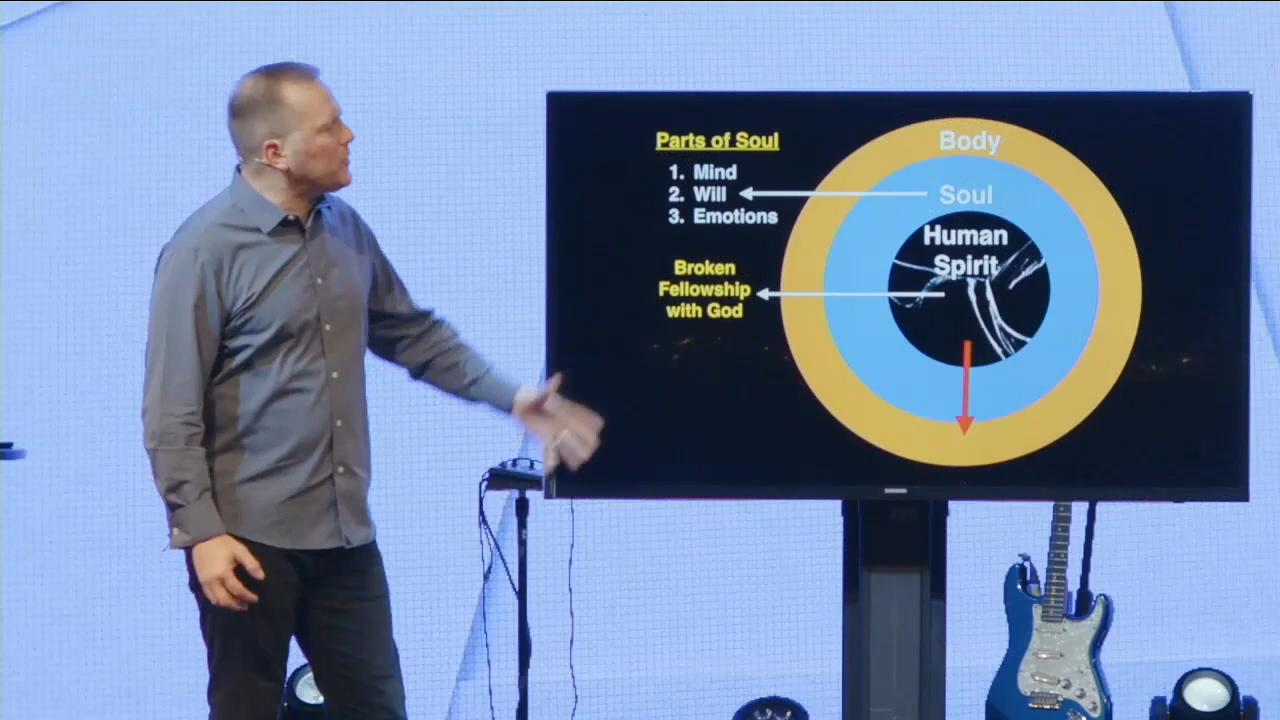 Parts of Soul
1. Mind
2. Will
3. Emotions
Broken
Fellowship
with God
Body
Soul
Human
Spirit